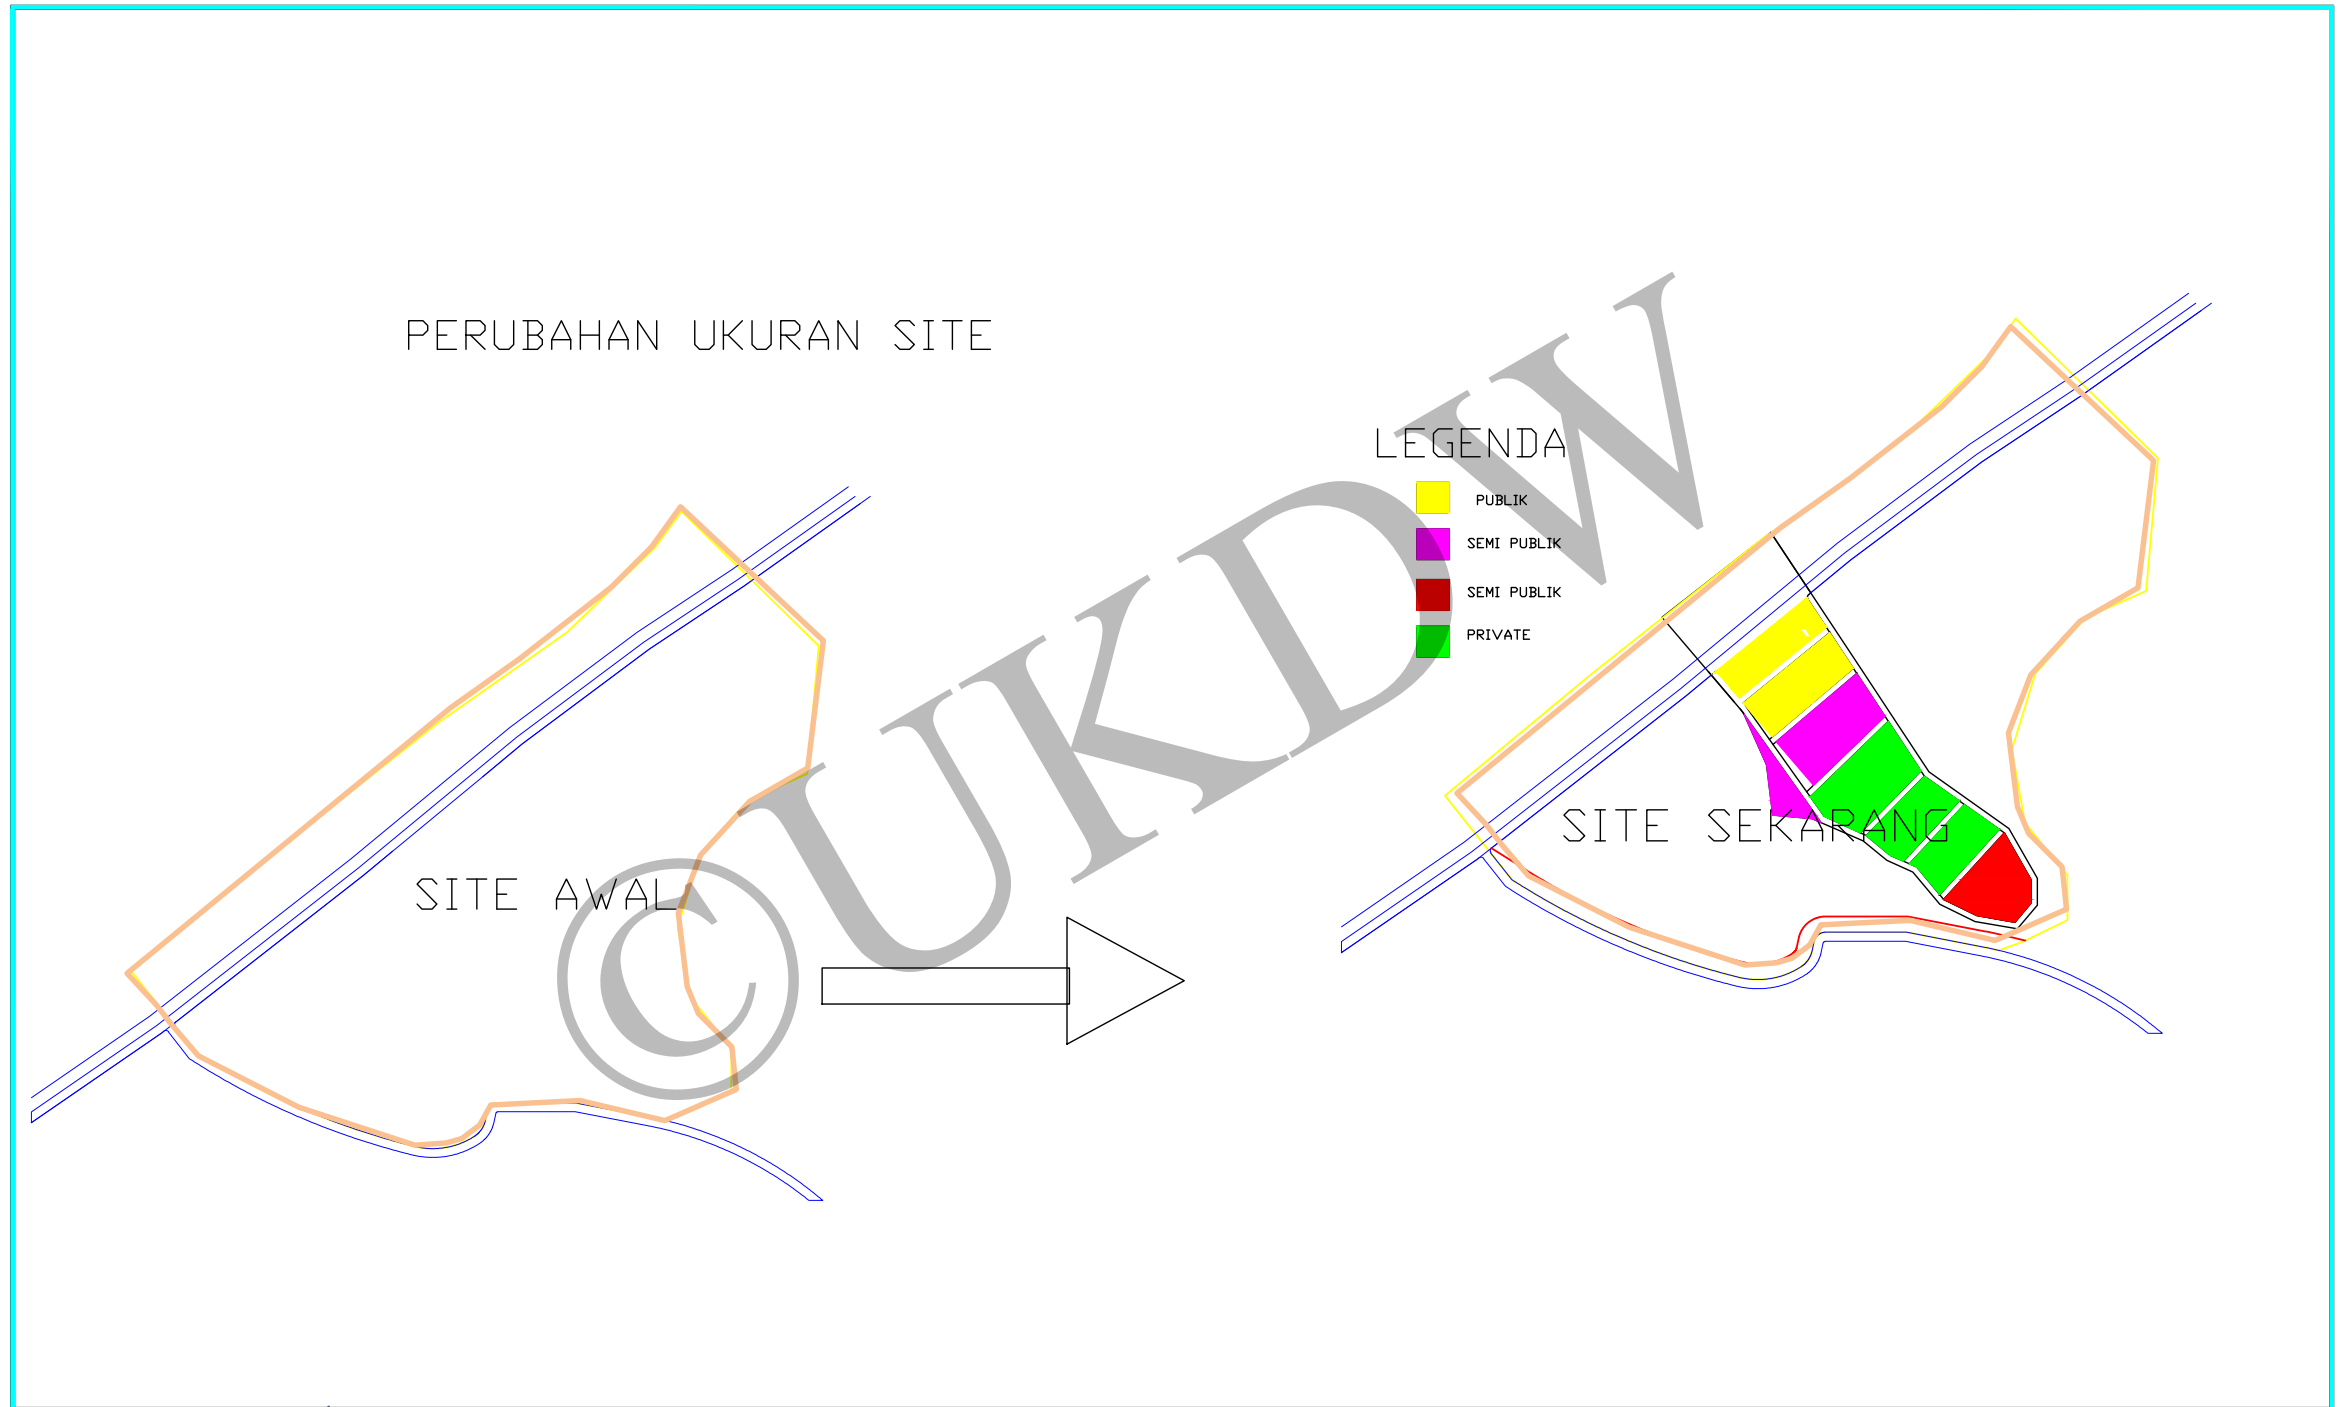 PERUBAHAN UKURAN SITE
LEGENDA
PUBLIK
SEMI PUBLIK
SEMI PUBLIK
PRIVATE
SITE AWAL
SITE SEKARANG
© UKDW